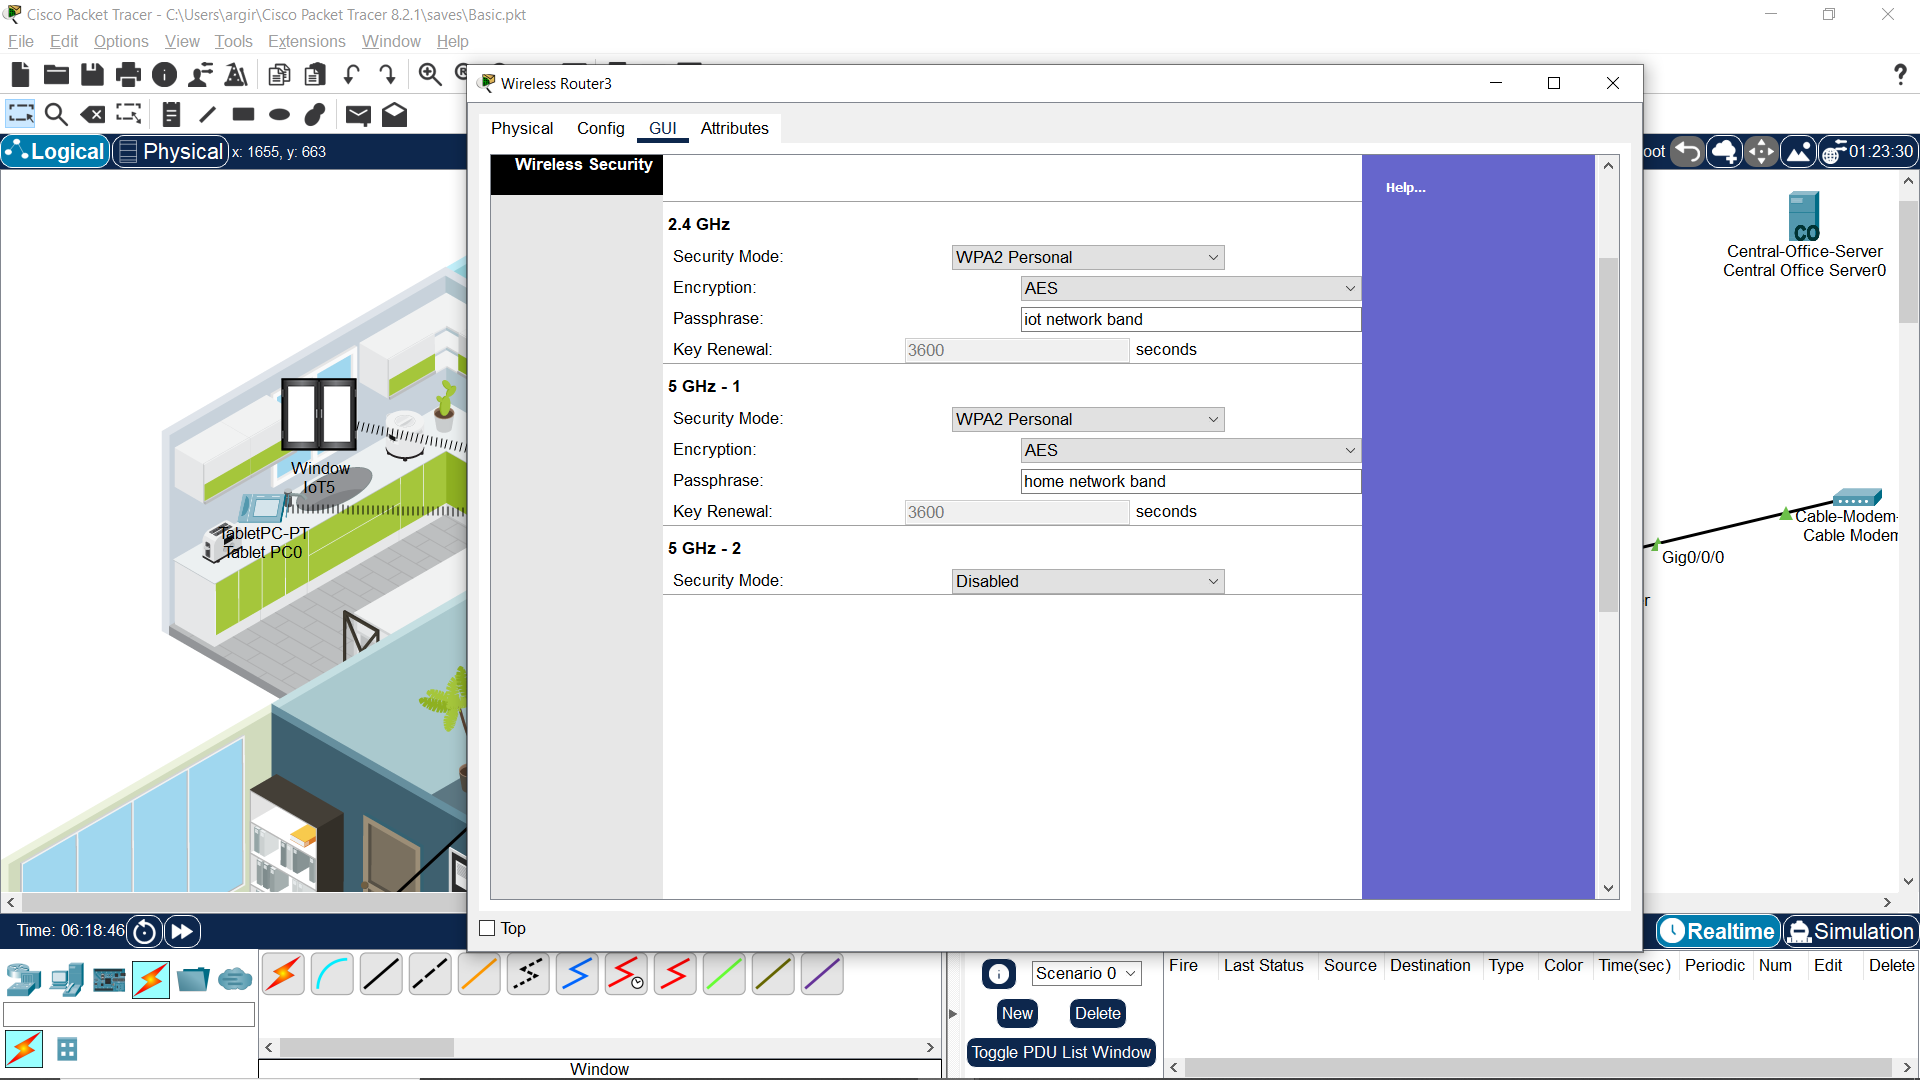 Cisco Packet Tracer - C:\Users\argir\Cisco Packet Tracer 8.2.1\saves\Basic.pkt
File Edit Options View Tools Extensions Window Help
Wireless Router3
Physical Config GUI Attributes
Logical Physical x: 1655, y: 663
oot 01:23:30
Wireless Security
Help...
2.4 GHz
Security Mode: WPA2 Personal
Encryption: AES
Passphrase: iot network band
Key Renewal: 3600 seconds
5 GHz - 1
Security Mode: WPA2 Personal
Encryption: AES
Passphrase: home network band
Key Renewal: 3600 seconds
5 GHz - 2
Security Mode: Disabled
CO
Central-Office-Server
Central Office Server0
Window
IoT5
TabletPC-PT
Tablet PC0
Cable-Modem-
Cable Modem
Gig0/0/0
r
Top
Time: 06:18:46
Realtime Simulation
Scenario 0
New Delete
Toggle PDU List Window
Fire Last Status Source Destination Type Color Time(sec) Periodic Num Edit Delete
Window